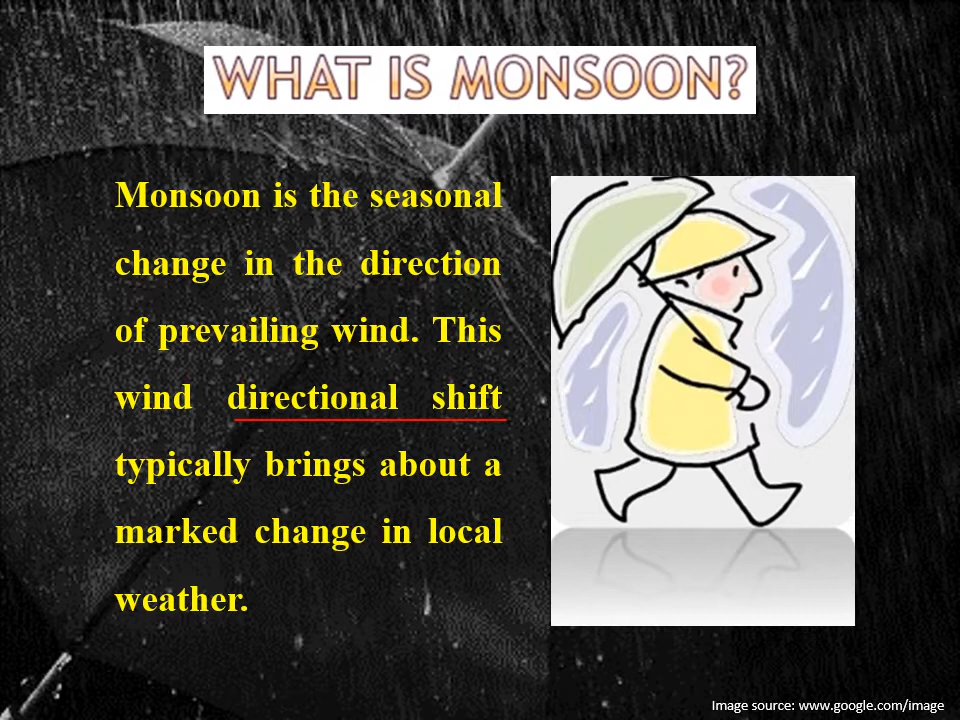 WHAT IS MONSOON?
Monsoon is the seasonal
change in the direction
of prevailing wind. This
wind directional shift
typically brings about a
marked change in local
weather.
Image source: www.google.com/image